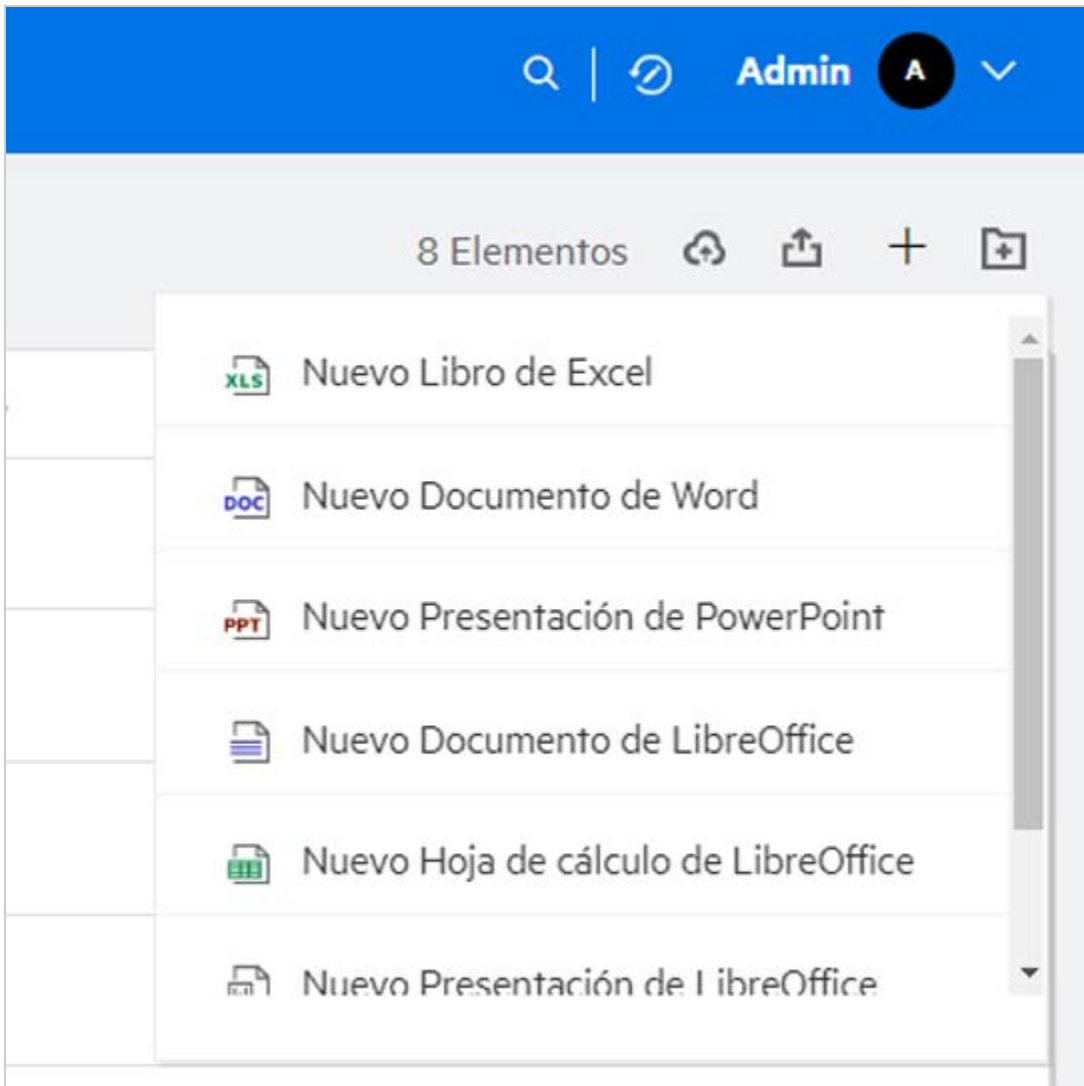 Admin A
8 Elementos
XLS Nuevo Libro de Excel
DOC Nuevo Documento de Word
PPT Nuevo Presentación de PowerPoint
Nuevo Documento de LibreOffice
Nuevo Hoja de cálculo de LibreOffice
Nuevo Presentación de LibreOffice